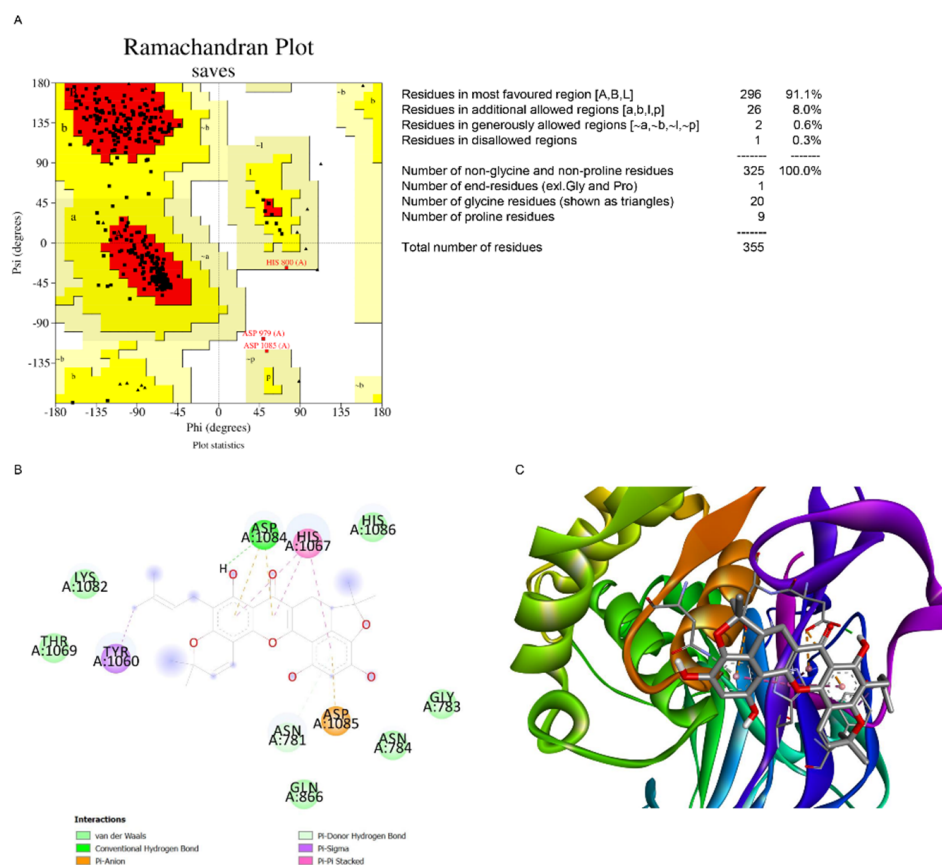 A
Ramachandran Plot
saves
180
135
90
45
0
-45
-90
-135
-180
Psi (degrees)
b
~b
~l
l
a
~a
~b
~b
b
~b
~p
p
~b
b
~b
HIS 800 (A)
ASP 979 (A)
ASP 1085 (A)
-180 -135 -90 -45 0 45 90 135 180
Phi (degrees)
Plot statistics
Residues in most favoured region [A,B,L] 296 91.1%
Residues in additional allowed regions [a,b,l,p] 26 8.0%
Residues in generously allowed regions [~a,~b,~l,~p] 2 0.6%
Residues in disallowed regions 1 0.3%
------- -------
Number of non-glycine and non-proline residues 325 100.0%
Number of end-residues (exl.Gly and Pro) 1
Number of glycine residues (shown as triangles) 20
Number of proline residues 9
-------
Total number of residues 355
B
ASP
A:1084
HIS
A:1067
HIS
A:1086
LYS
A:1082
THR
A:1069
TYR
A:1060
H
O
O
O
O
O
O
O
O
ASN
A:781
ASP
A:1085
GLY
A:783
ASN
A:784
GLN
A:866
Interactions
van der Waals
Conventional Hydrogen Bond
Pi-Anion
Pi-Donor Hydrogen Bond
Pi-Sigma
Pi-Pi Stacked
C